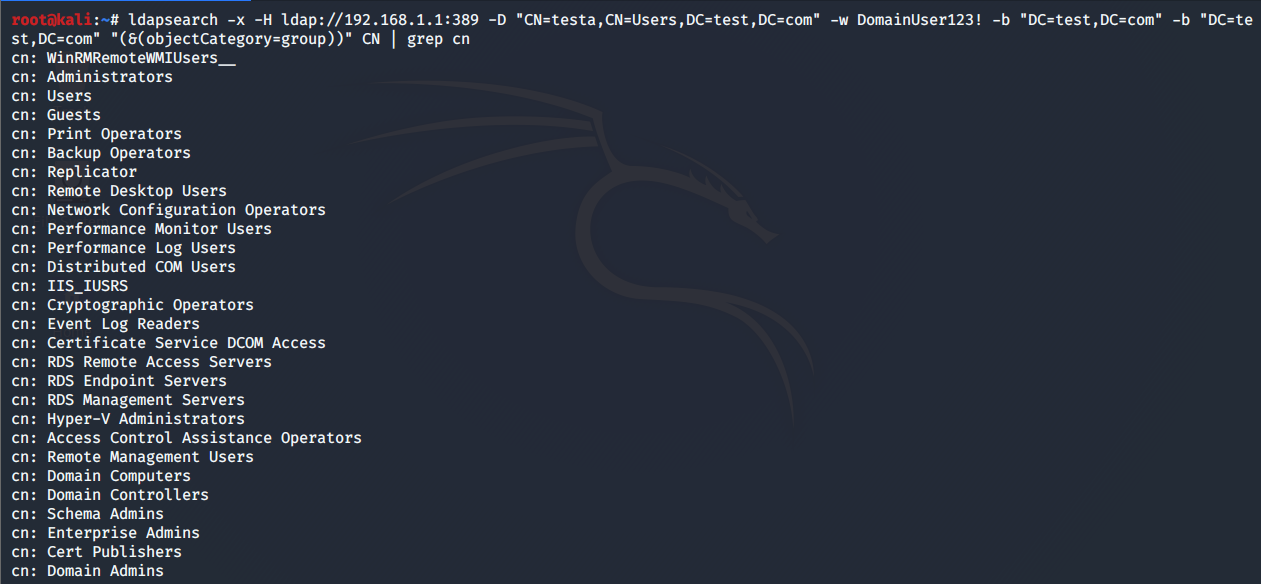 root@kali:~# ldapsearch -x -H ldap://192.168.1.1:389 -D "CN=testa,CN=Users,DC=test,DC=com" -w DomainUser123! -b "DC=test,DC=com" -b "DC=te
st,DC=com" "(&(objectCategory=group))" CN | grep cn
cn: WinRMRemoteWMIUsers__
cn: Administrators
cn: Users
cn: Guests
cn: Print Operators
cn: Backup Operators
cn: Replicator
cn: Remote Desktop Users
cn: Network Configuration Operators
cn: Performance Monitor Users
cn: Performance Log Users
cn: Distributed COM Users
cn: IIS_IUSRS
cn: Cryptographic Operators
cn: Event Log Readers
cn: Certificate Service DCOM Access
cn: RDS Remote Access Servers
cn: RDS Endpoint Servers
cn: RDS Management Servers
cn: Hyper-V Administrators
cn: Access Control Assistance Operators
cn: Remote Management Users
cn: Domain Computers
cn: Domain Controllers
cn: Schema Admins
cn: Enterprise Admins
cn: Cert Publishers
cn: Domain Admins